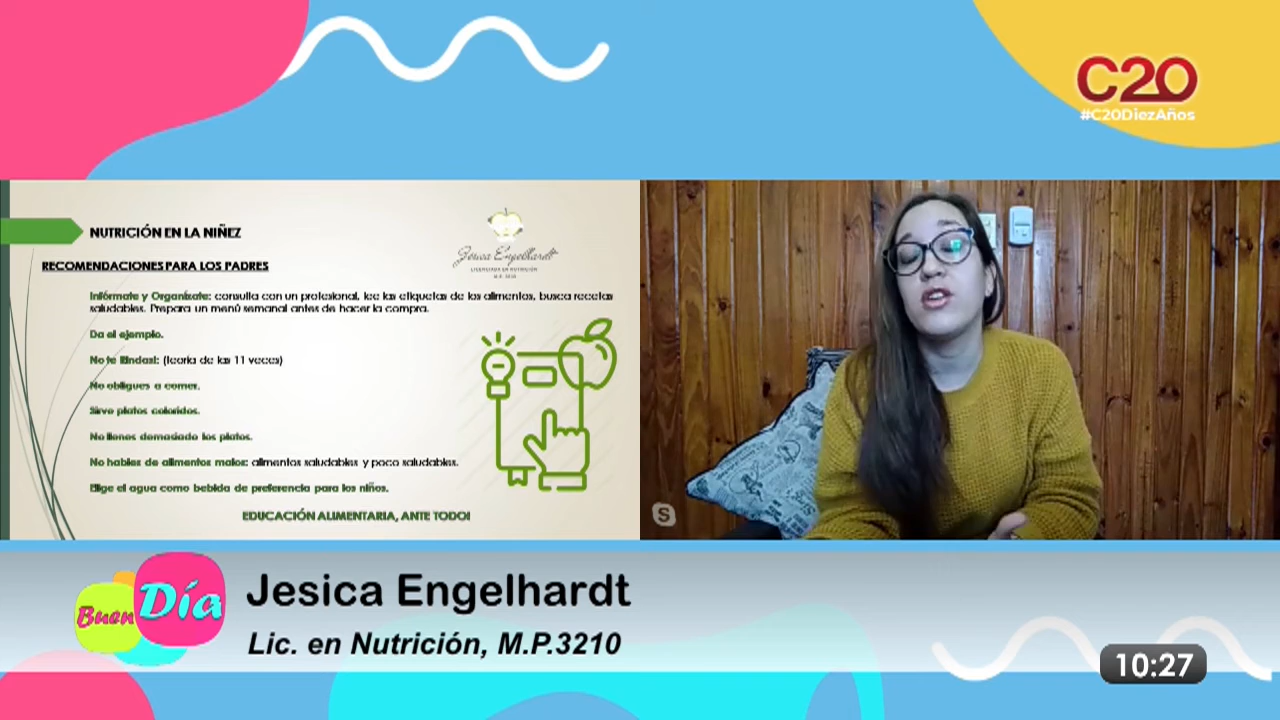 C20
#C20DiezAños
NUTRICIÓN EN LA NIÑEZ
RECOMENDACIONES PARA LOS PADRES
Jesica Engelhardt
LICENCIADA EN NUTRICIÓN
M.P. 3210
Infórmate y Organízate: consulta con un profesional, lee las etiquetas de los alimentos, busca recetas
saludables. Prepara un menú semanal antes de hacer la compra.
Da el ejemplo.
No te Rindas!: (teoría de las 11 veces)
No obligues a comer.
Sirve platos coloridos.
No llenes demasiado los platos.
No hables de alimentos malos: alimentos saludables y poco saludables.
Elige el agua como bebida de preferencia para los niños.
EDUCACIÓN ALIMENTARIA, ANTE TODO!
S
Buen Día
Jesica Engelhardt
Lic. en Nutrición, M.P.3210
10:27